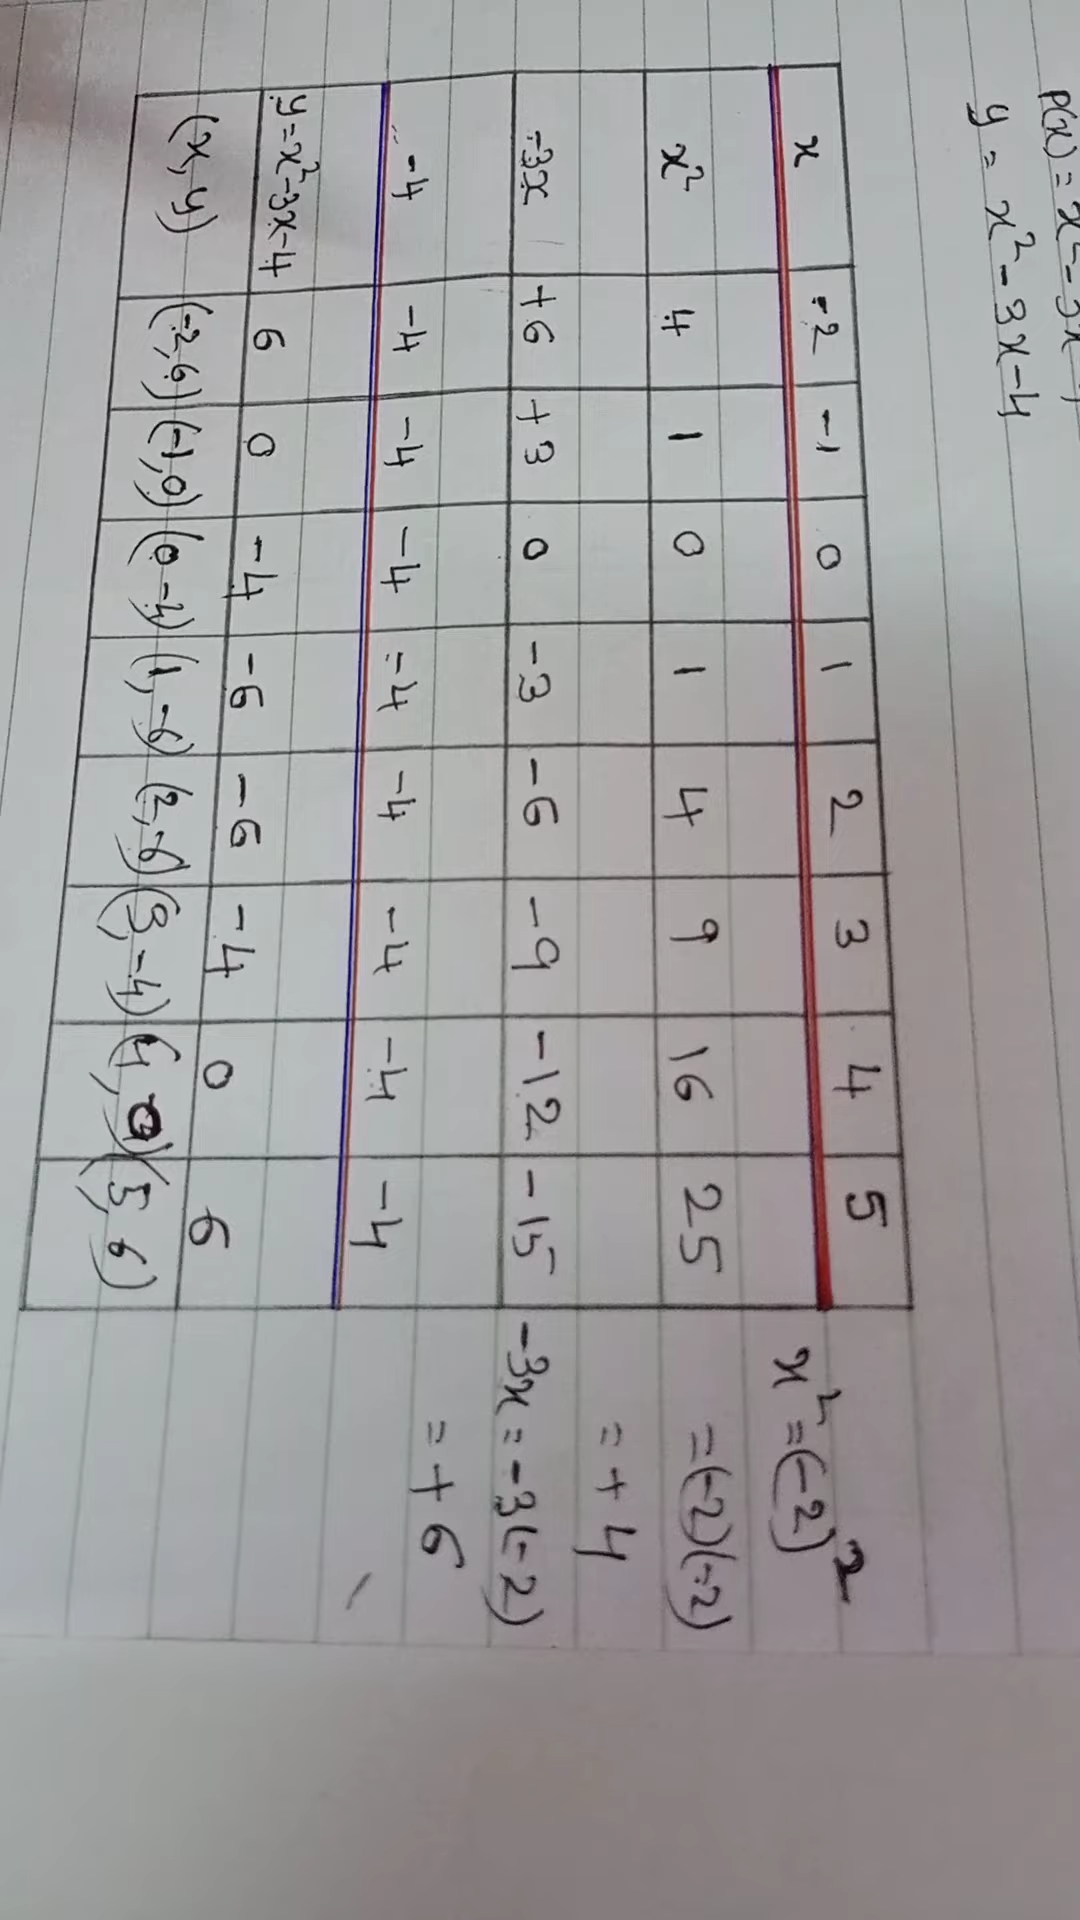 P(x) = x² - 3x - 4
y = x² - 3x - 4
x -2 -1 0 1 2 3 4 5
x² 4 1 0 1 4 9 16 25
-3x +6 +3 0 -3 -6 -9 -12 -15
-4 -4 -4 -4 -4 -4 -4 -4 -4
y = x² - 3x - 4 6 0 -4 -6 -6 -4 0 6
(x, y) (-2, 6) (-1, 0) (0 -4) (1, -6) (2, -6) (3, -4) (4, 0) (5, 6)
x² = (-2)²
= (-2)(-2)
= + 4
-3x = -3(-2)
= + 6